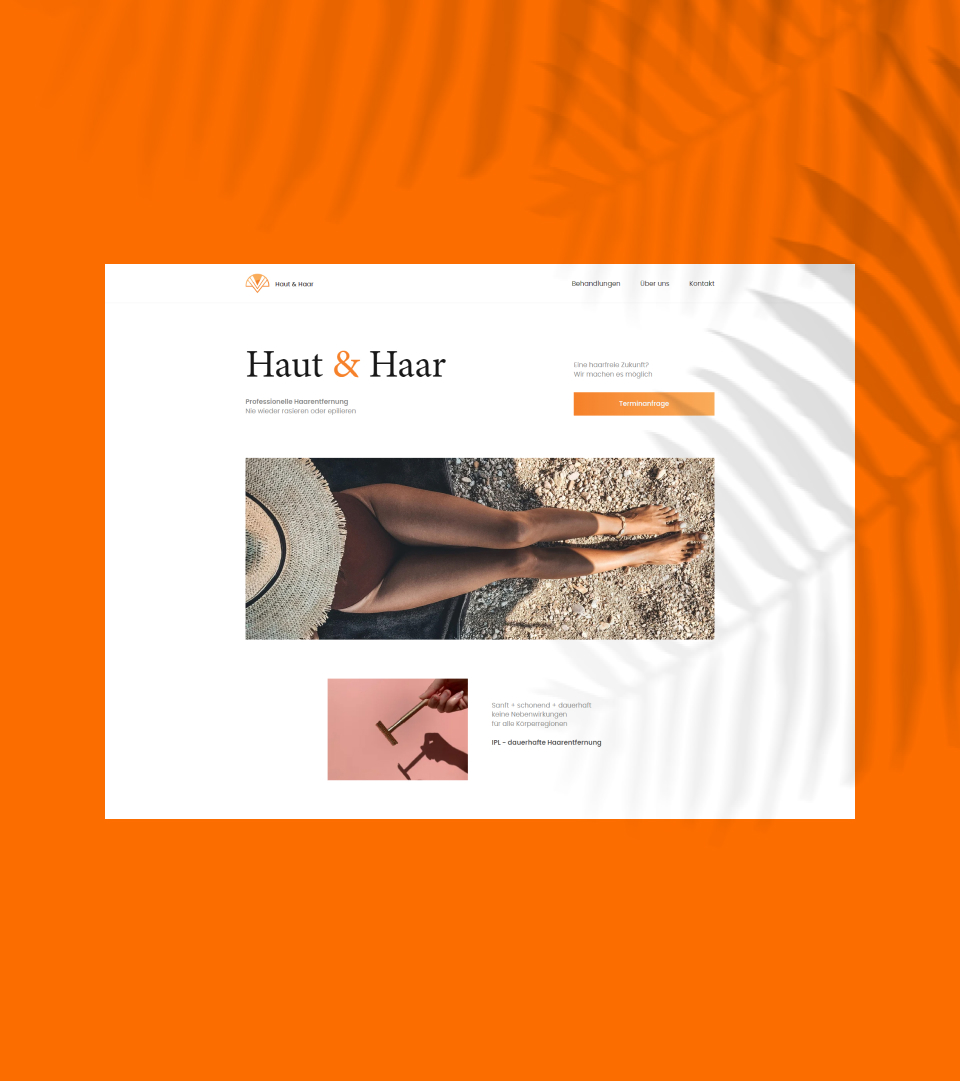 Haut & Haar
Behandlungen
Über uns
Kontakt
Haut & Haar
Professionelle Haarentfernung
Nie wieder rasieren oder epilieren
Eine haarfreie Zukunft?
Wir machen es möglich
Terminanfrage
Sanft + schonend + dauerhaft
keine Nebenwirkungen
für alle Körperregionen
IPL - dauerhafte Haarentfernung